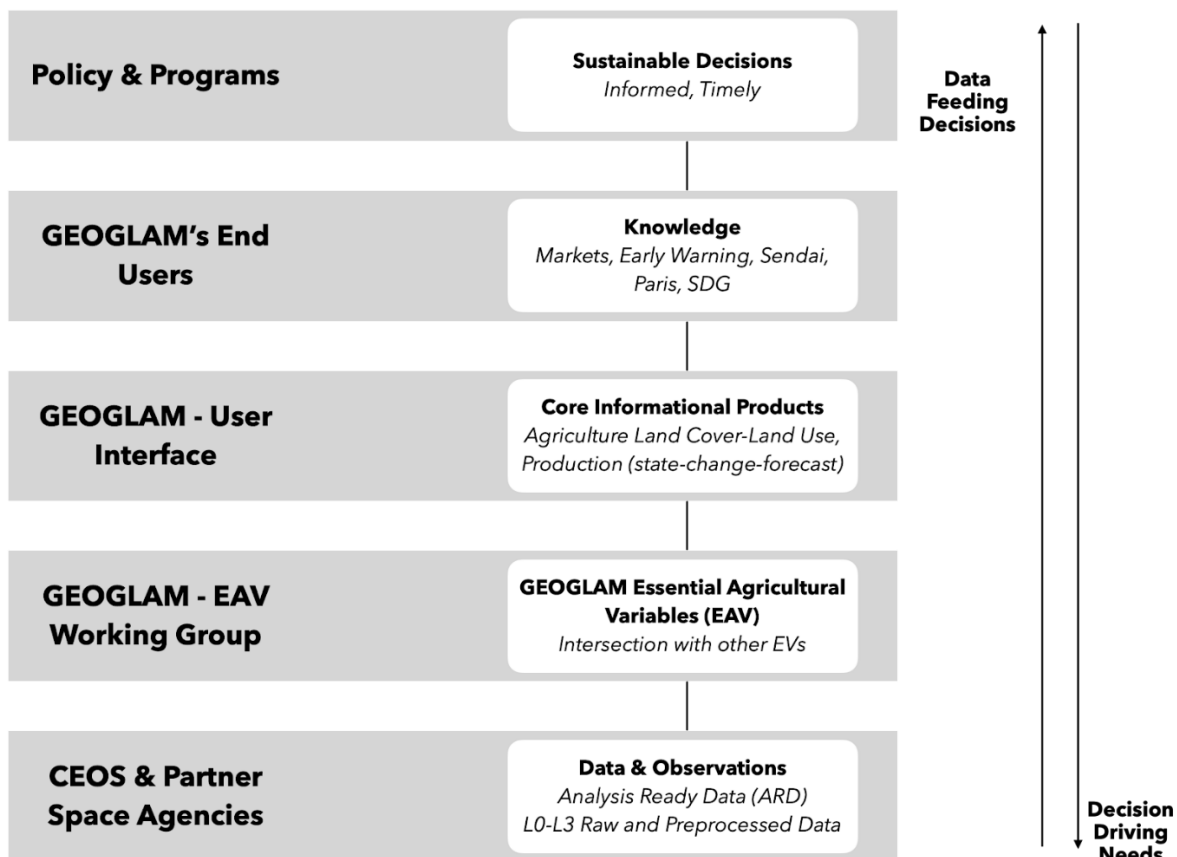 Policy & Programs
Sustainable Decisions
Informed, Timely
Data
Feeding
Decisions
GEOGLAM’s End
Users
Knowledge
Markets, Early Warning, Sendai,
Paris, SDG
GEOGLAM - User
Interface
Core Informational Products
Agriculture Land Cover-Land Use,
Production (state-change-forecast)
GEOGLAM - EAV
Working Group
GEOGLAM Essential Agricultural
Variables (EAV)
Intersection with other EVs
CEOS & Partner
Space Agencies
Data & Observations
Analysis Ready Data (ARD)
L0-L3 Raw and Preprocessed Data
Decision
Driving
Needs